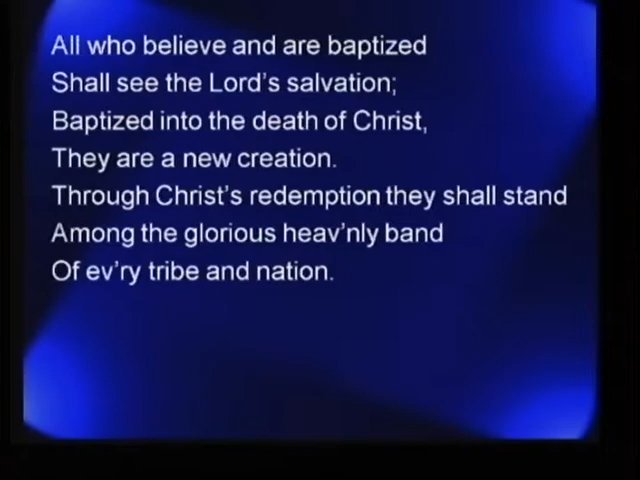 All who believe and are baptized
Shall see the Lord's salvation;
Baptized into the death of Christ,
They are a new creation.
Through Christ's redemption they shall stand
Among the glorious heav'nly band
Of ev'ry tribe and nation.